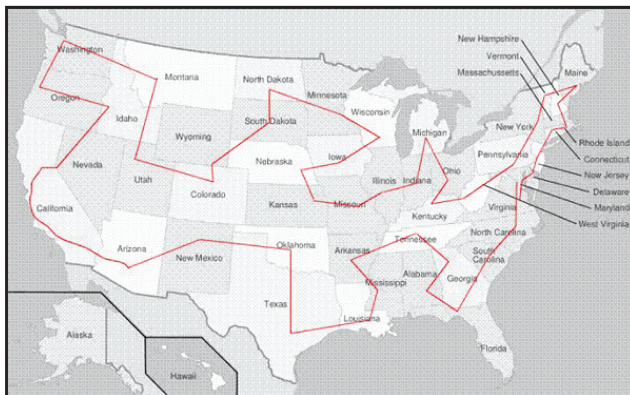 New Hampshire
Washington
Vermont
Montana
North Dakota
Massachussetts
Maine
Minnesota
Oregon
Wisconsin
Idaho
South Dakota
Michigan
New York
Wyoming
Rhode Island
Iowa
Pennsylvania
Connecticut
Nebraska
Nevada
Ohio
New Jersey
Utah
Illinois
Indiana
Delaware
Colorado
Maryland
Kansas
Missouri
Virginia
California
Kentucky
West Virginia
North Carolina
Tennessee
Oklahoma
Arizona
Arkansas
South
Carolina
New Mexico
Alabama
Georgia
Mississippi
Texas
Louisiana
Alaska
Florida
Hawaii